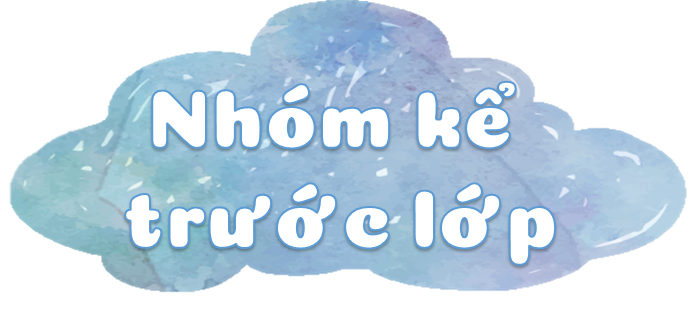 Nhóm kể
trước lớp